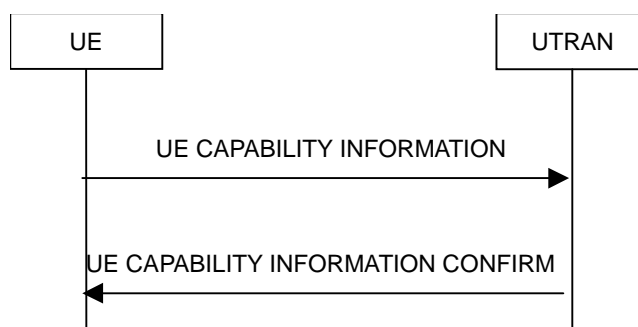 UE
UTRAN
UE CAPABILITY INFORMATION
UE CAPABILITY INFORMATION CONFIRM